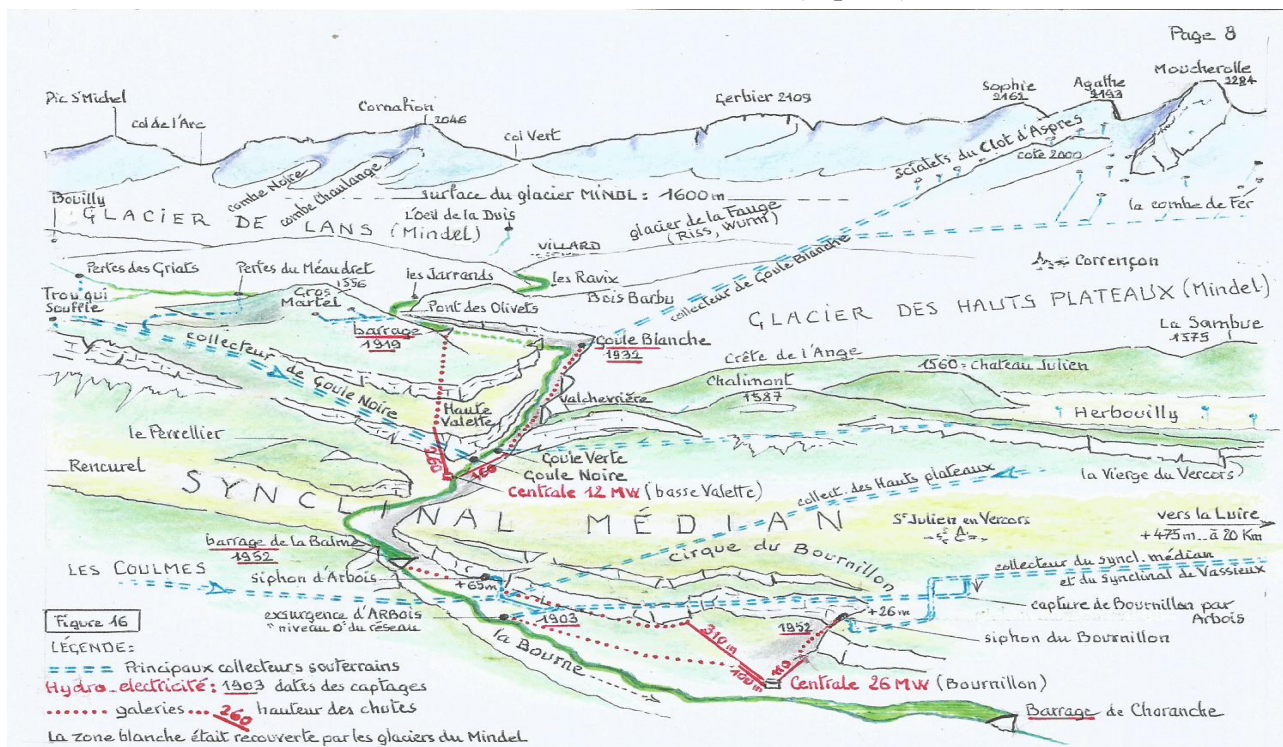 Page 8
Pic St Michel
col de l'Arc
Cornafion
2046
col Vert
Gerbier 2109
Sophie
2162
Agathe
2193
Moucherolle
2284
combe Noire
combe Chaulange
scialets du Clot d'Aspres
cote 2000
la combe de Fer
Bouilly
surface du glacier MINDEL : 1600 m
GLACIER DE LANS (Mindel)
L'oeil de la Duis
glacier de la Fauge
(Riss, Wurm)
VILLARD
Corrençon
Pertes des Griats
Pertes du Méaudret
les Jarrands
les Ravix
Bois Barbu
collecteur de Goule Blanche
GLACIER DES HAUTS PLATEAUX (Mindel)
Trou qui
Souffle
Gros
Martel
1556
Pont des Olivets
barrage
1919
Goule Blanche
1932
La Sambue
1575
Crête de l'Ange
1560 = Chateau Julien
collecteur
de Goule Noire
Chalimont
1587
Valchevrière
Haute
Valette
Herbouilly
le Perrellier
260
160
Goule Verte
Goule Noire
la Vierge du Vercors
Rencurel
Centrale 12 MW (basse Valette)
collect. des Hauts plateaux
SYNCLINAL MÉDIAN
St Julien en Vercors
vers la Luire
+475m..à 20 Km
barrage de la Balme
1952
Cirque du Bournillon
collecteur du syncl. médian
et du Synclinal de Vassieux
LES COULMES
siphon d'Arbois
+65m
capture de Bournillon par
Arbois
exsurgence d'ARBOIS
"niveau 0" du réseau
1903
1952
+26m
siphon du Bournillon
Figure 16
la Bourne
310m
100m
110
LÉGENDE:
Principaux collecteurs souterrains
Centrale 26 MW (Bournillon)
Hydro-electricité: 1903 dates des captages
galeries 260 hauteur des chutes
Barrage de Choranche
La zone blanche était recouverte par les glaciers du Mindel